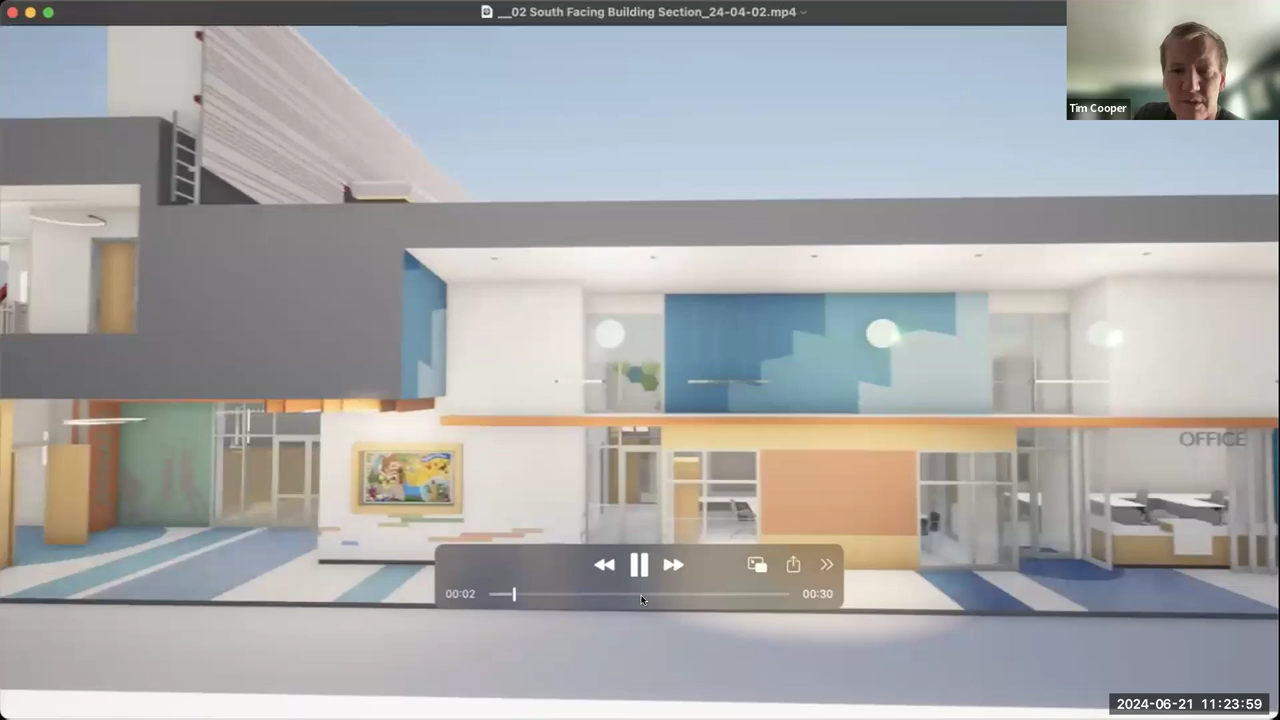 __02 South Facing Building Section_24-04-02.mp4
Tim Cooper
OFFICE
00:02
00:30
2024-06-21 11:23:59